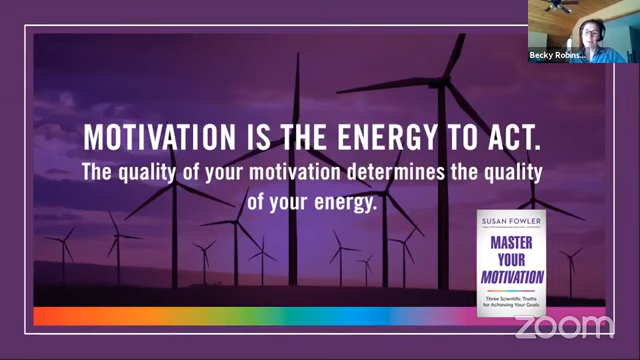 Becky Robins...
MOTIVATION IS THE ENERGY TO ACT.
The quality of your motivation determines the quality
of your energy.
SUSAN FOWLER
MASTER
YOUR
MOTIVATION
Three Scientific Truths
for Achieving Your Goals
zoom